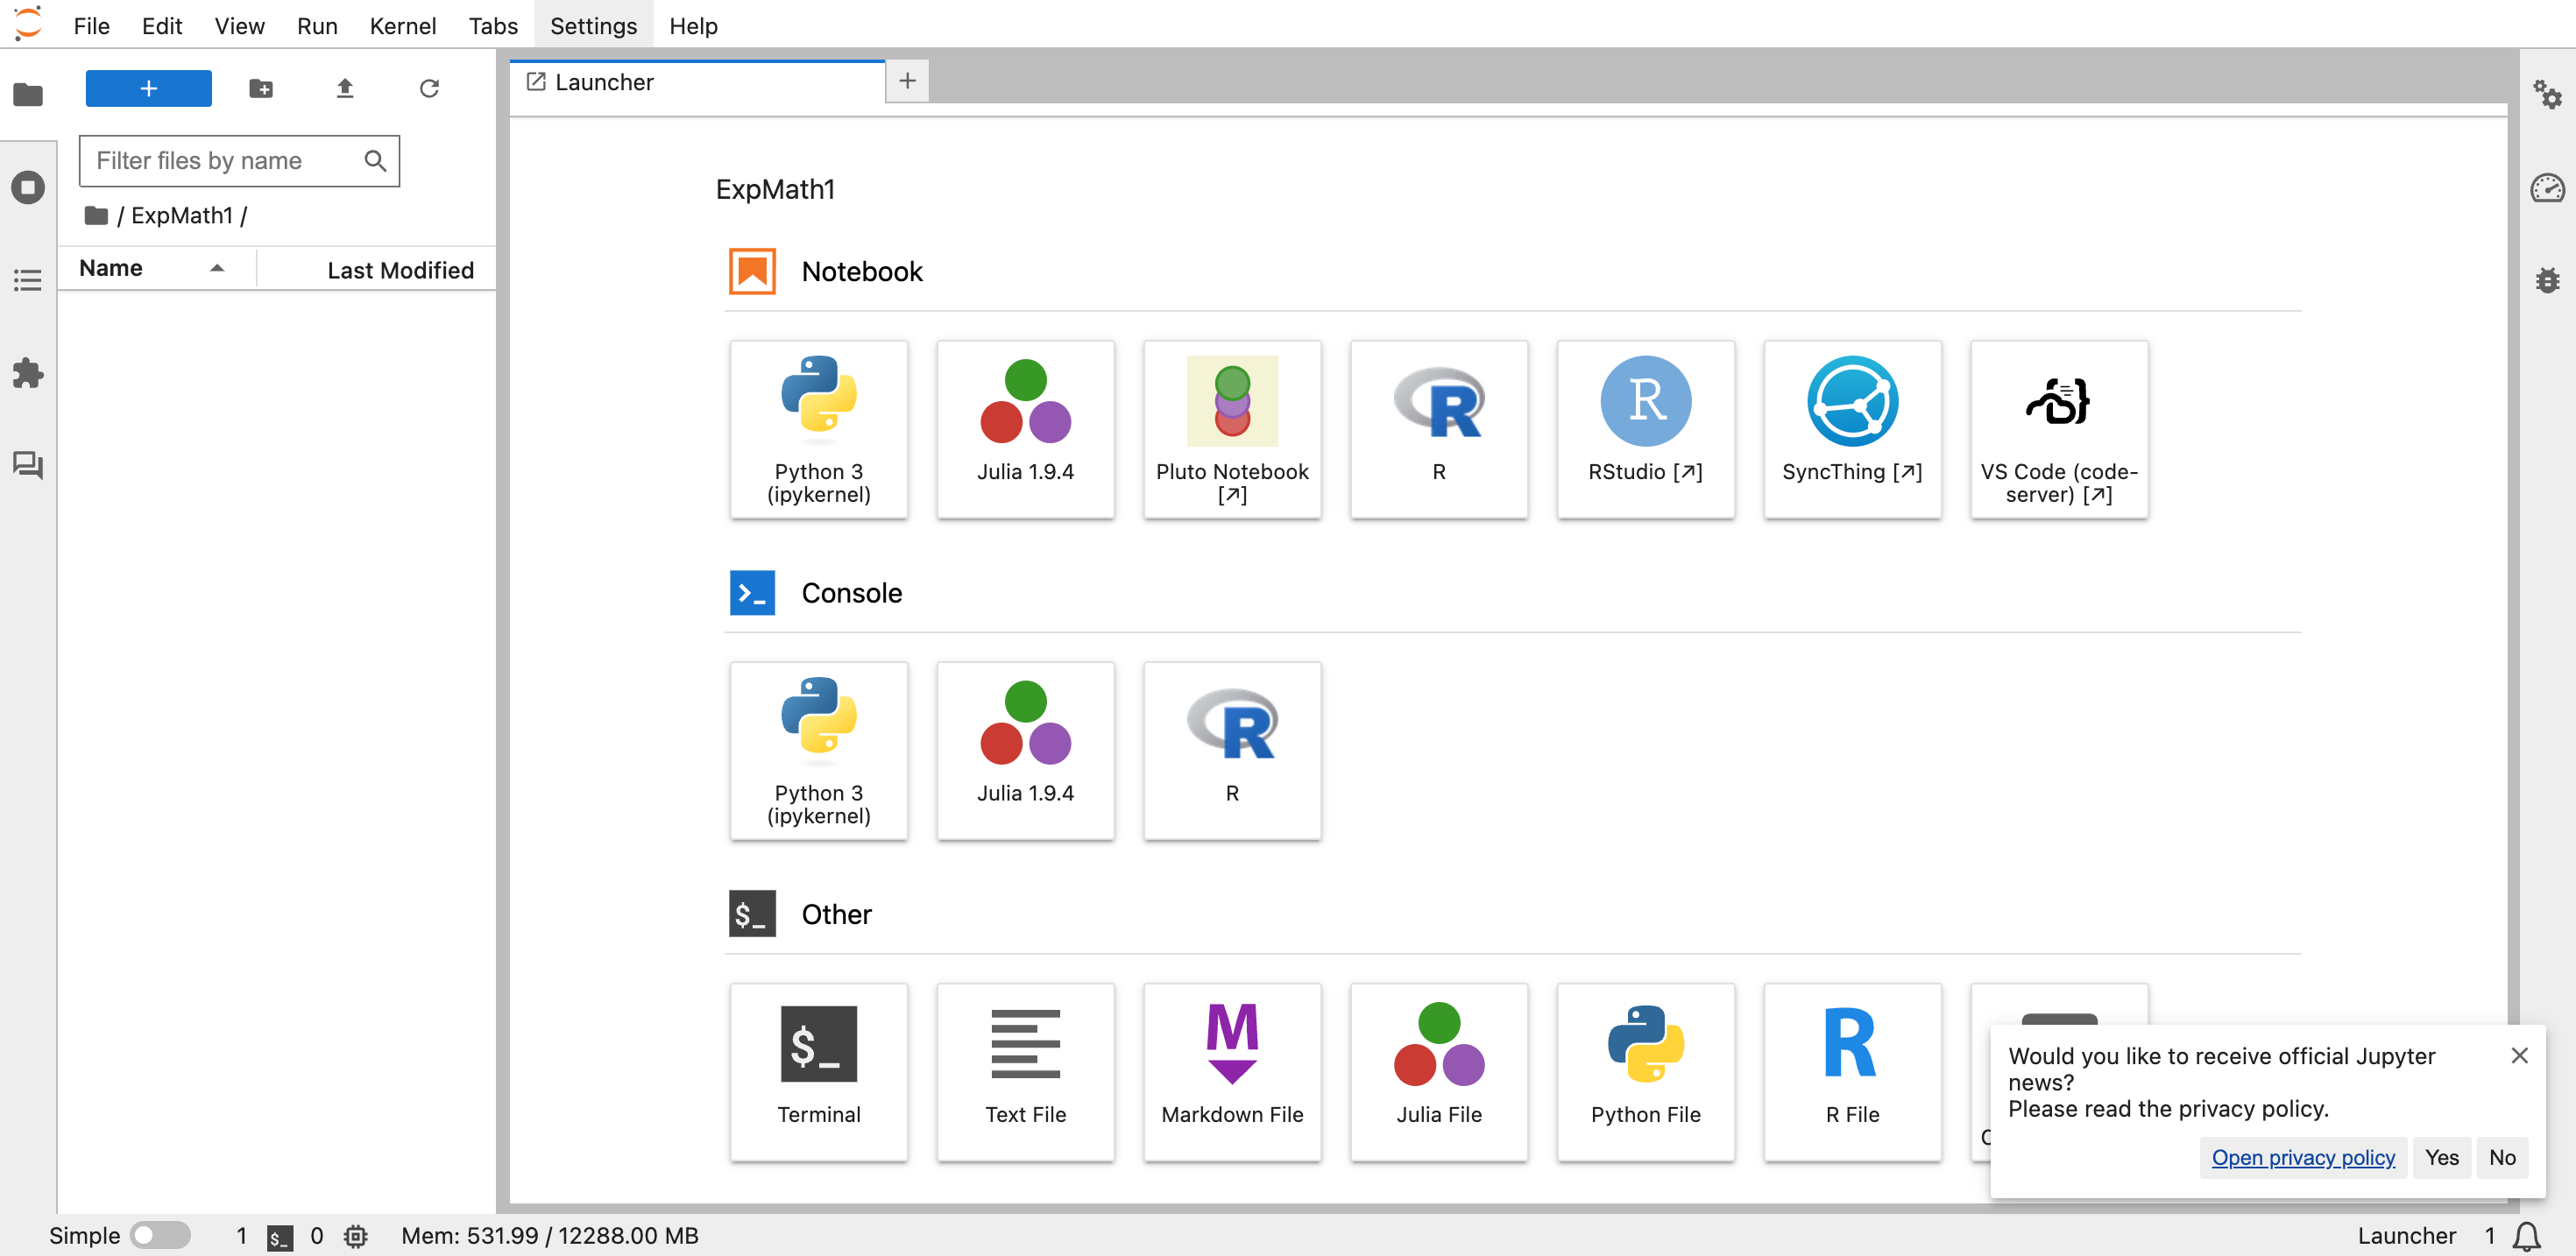 File Edit View Run Kernel Tabs Settings Help
+
Filter files by name
/ ExpMath1 /
Name Last Modified
Launcher +
ExpMath1
Notebook
Python 3
(ipykernel)
Julia 1.9.4
Pluto Notebook
[↗]
R
RStudio [↗]
SyncThing [↗]
VS Code (code-
server) [↗]
>_ Console
Python 3
(ipykernel)
Julia 1.9.4
R
$_ Other
$_
Terminal
Text File
M
Markdown File
Julia File
Python File
R
R File
Would you like to receive official Jupyter
news?
Please read the privacy policy.
Open privacy policy Yes No
Simple 1 $_ 0 Mem: 531.99 / 12288.00 MB Launcher 1